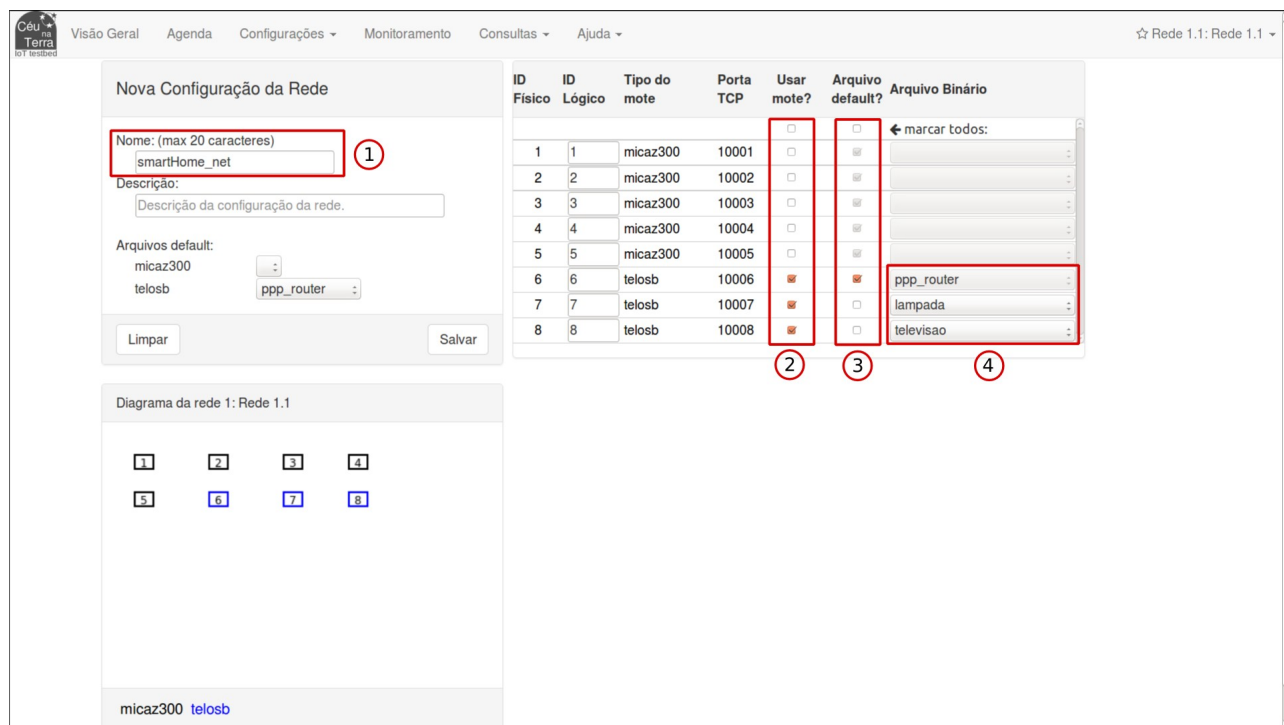 Céu na Terra
IoT testbed
Visão Geral Agenda Configurações Monitoramento Consultas Ajuda Rede 1.1: Rede 1.1
Nova Configuração da Rede
Nome: (max 20 caracteres)
smartHome_net
1
Descrição:
Descrição da configuração da rede.
Arquivos default:
micaz300
telosb ppp_router
Limpar Salvar
ID Físico ID Lógico Tipo do mote Porta TCP Usar mote? Arquivo default? Arquivo Binário
marcar todos:
1 1 micaz300 10001
2 2 micaz300 10002
3 3 micaz300 10003
4 4 micaz300 10004
5 5 micaz300 10005
6 6 telosb 10006 ppp_router
7 7 telosb 10007 lampada
8 8 telosb 10008 televisao
2 3 4
Diagrama da rede 1: Rede 1.1
1 2 3 4
5 6 7 8
micaz300 telosb